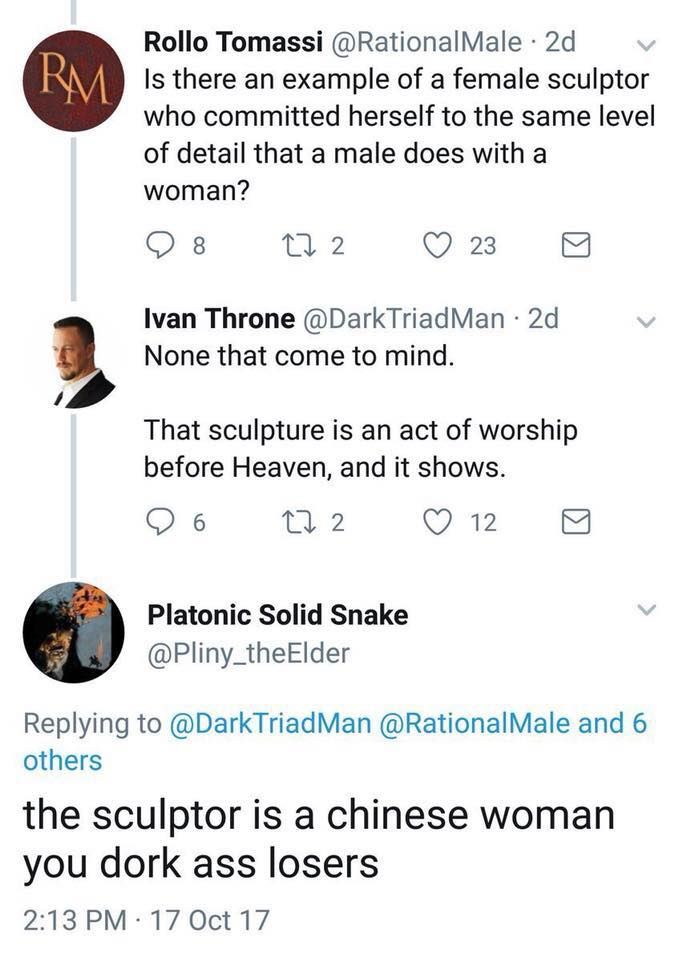 RM
Rollo Tomassi @RationalMale · 2d
Is there an example of a female sculptor
who committed herself to the same level
of detail that a male does with a
woman?
8 2 23
Ivan Throne @DarkTriadMan · 2d
None that come to mind.
That sculpture is an act of worship
before Heaven, and it shows.
6 2 12
Platonic Solid Snake
@Pliny_theElder
Replying to @DarkTriadMan @RationalMale and 6
others
the sculptor is a chinese woman
you dork ass losers
2:13 PM · 17 Oct 17